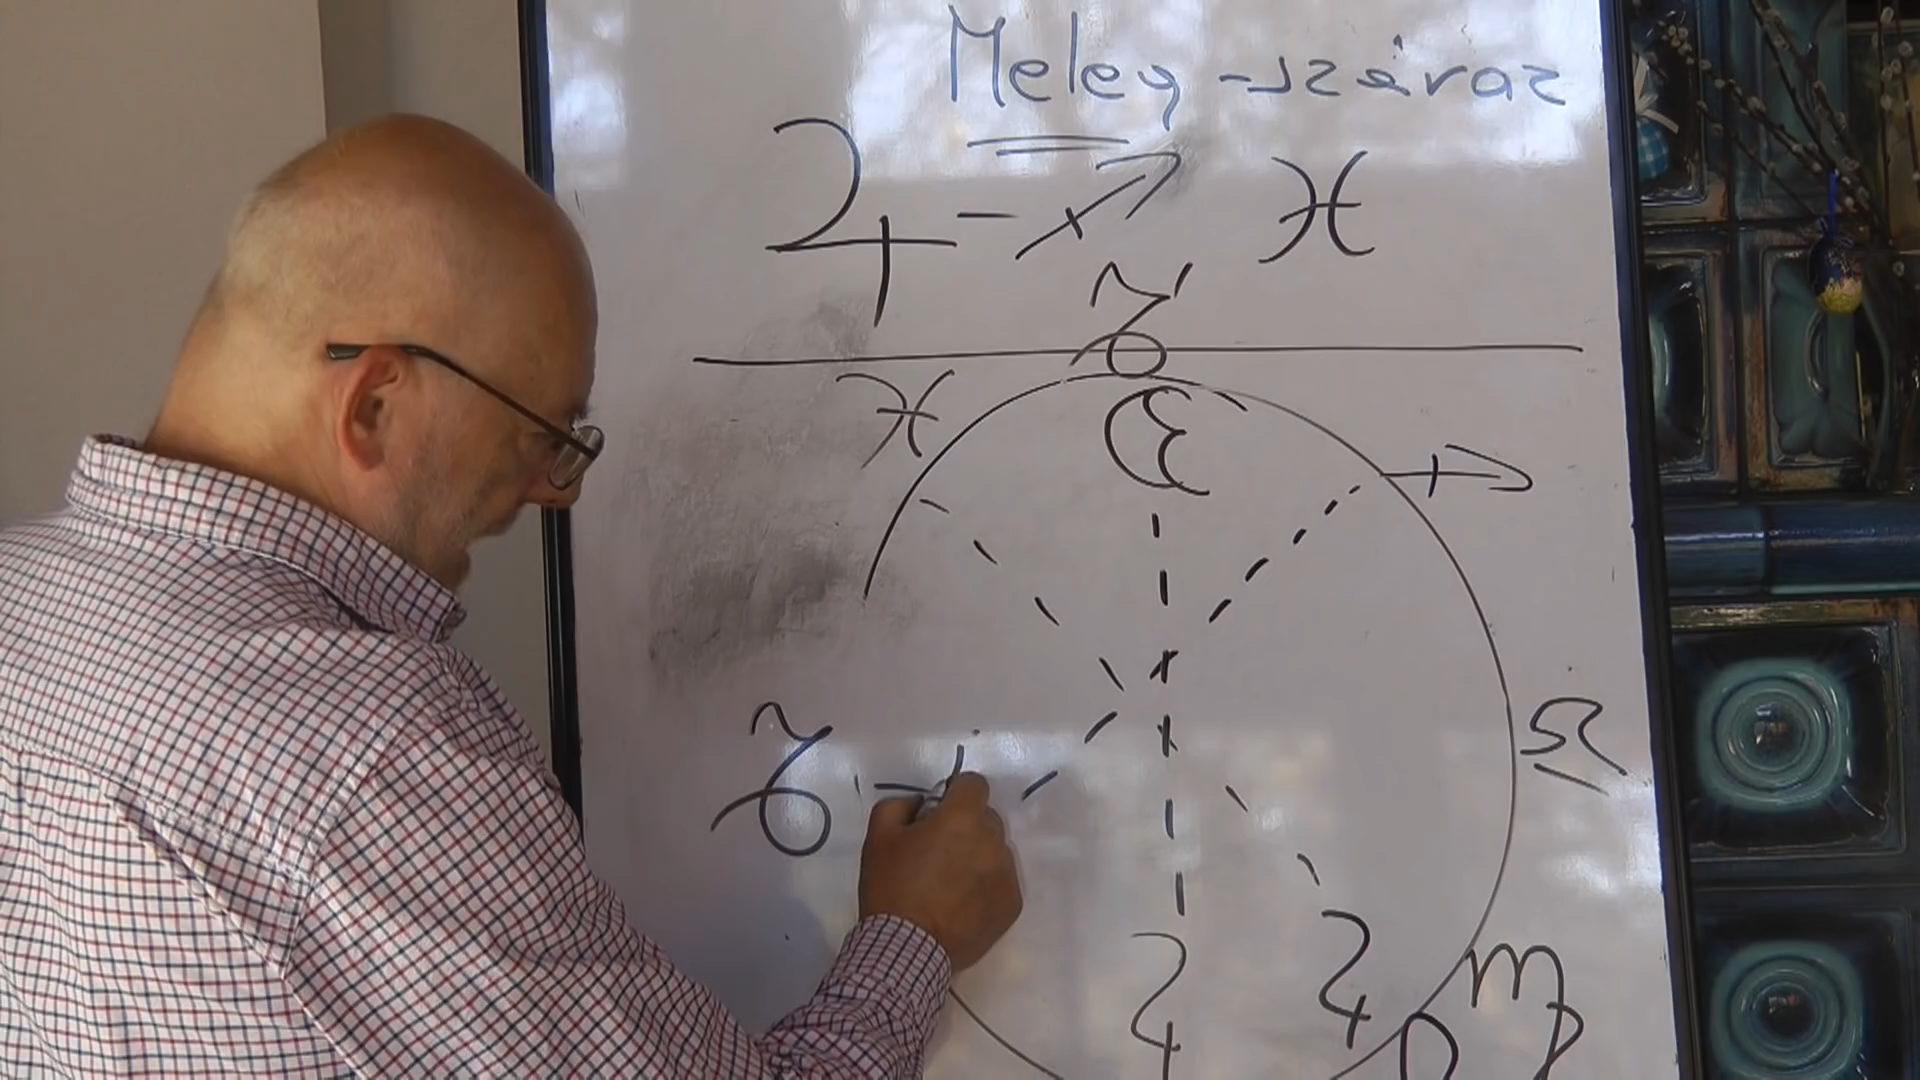 Meleg - száraz
♃ - ♐ ♓
♑
♓ ☾
♌
♑
♃ ♃ ♍